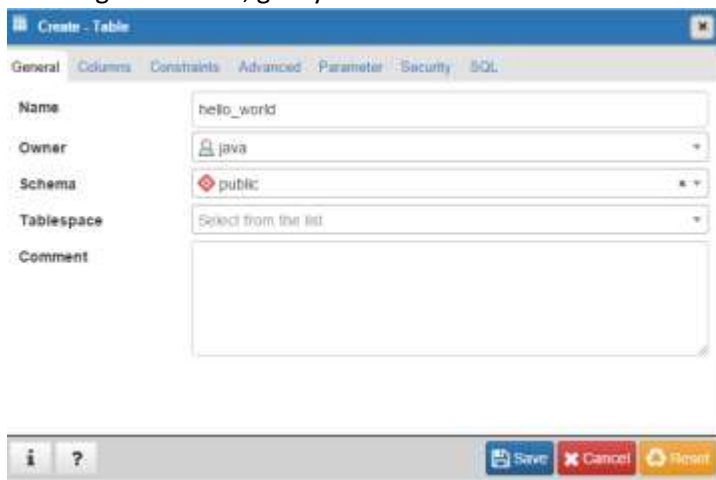 Create - Table
General Columns Constraints Advanced Parameter Security SQL
Name hello_world
Owner java
Schema public
Tablespace Select from the list
Comment
i ? Save Cancel Reset